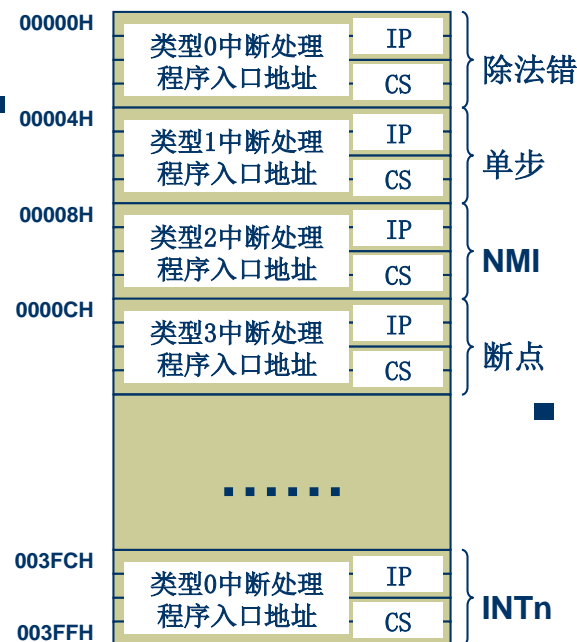 00000H
类型0中断处理
程序入口地址
IP
CS
除法错
00004H
类型1中断处理
程序入口地址
IP
CS
单步
00008H
类型2中断处理
程序入口地址
IP
CS
NMI
0000CH
类型3中断处理
程序入口地址
IP
CS
断点
......
003FCH
类型0中断处理
程序入口地址
IP
CS
INTn
003FFH